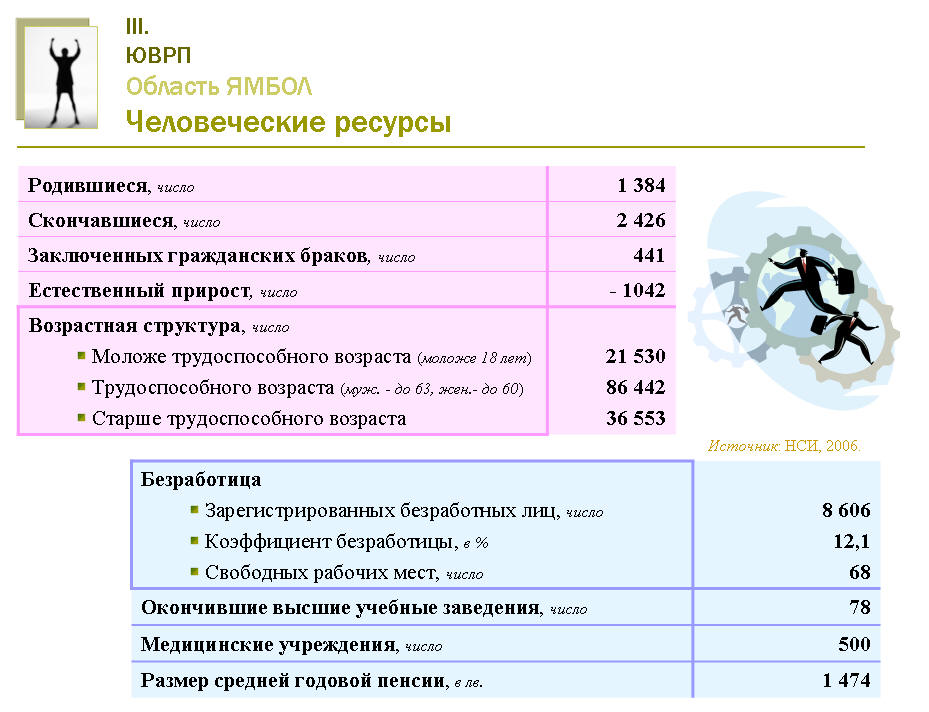 III.
ЮВРП
Область ЯМБОЛ
Человеческие ресурсы
Родившиеся, число 1 384
Скончавшиеся, число 2 426
Заключенных гражданских браков, число 441
Естественный прирост, число - 1042
Возрастная структура, число
Моложе трудоспособного возраста (моложе 18 лет) 21 530
Трудоспособного возраста (муж. - до 63, жен.- до 60) 86 442
Старше трудоспособного возраста 36 553
Источник: НСИ, 2006.
Безработица
Зарегистрированных безработных лиц, число 8 606
Коэффициент безработицы, в % 12,1
Свободных рабочих мест, число 68
Окончившие высшие учебные заведения, число 78
Медицинские учреждения, число 500
Размер средней годовой пенсии, в лв. 1 474